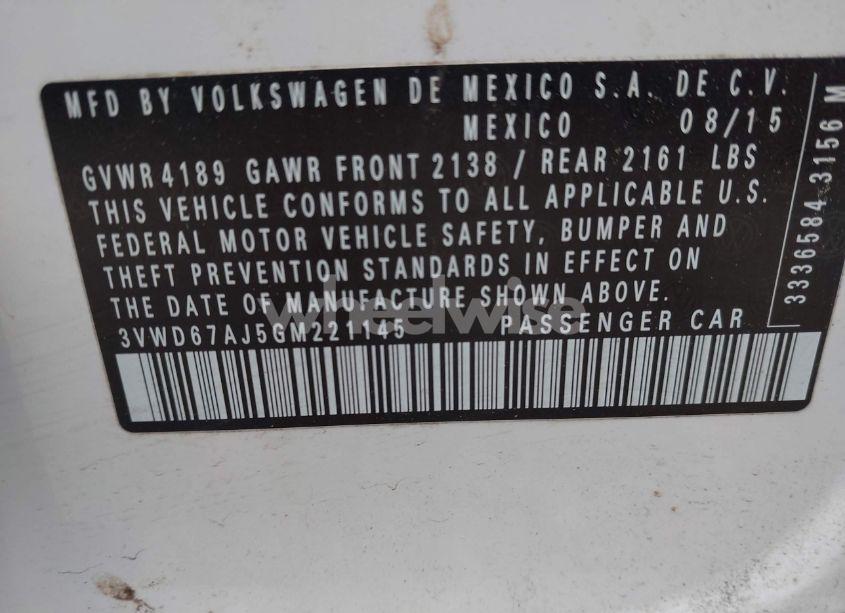 MFD BY VOLKSWAGEN DE MEXICO S.A. DE C.V.
MEXICO 08/15
GVWR 4189 GAWR FRONT 2138 / REAR 2161 LBS
THIS VEHICLE CONFORMS TO ALL APPLICABLE U.S.
FEDERAL MOTOR VEHICLE SAFETY, BUMPER AND
THEFT PREVENTION STANDARDS IN EFFECT ON
THE DATE OF MANUFACTURE SHOWN ABOVE.
3VWD67AJ5GM221145 PASSENGER CAR
3336584 3156 M
wheelwise